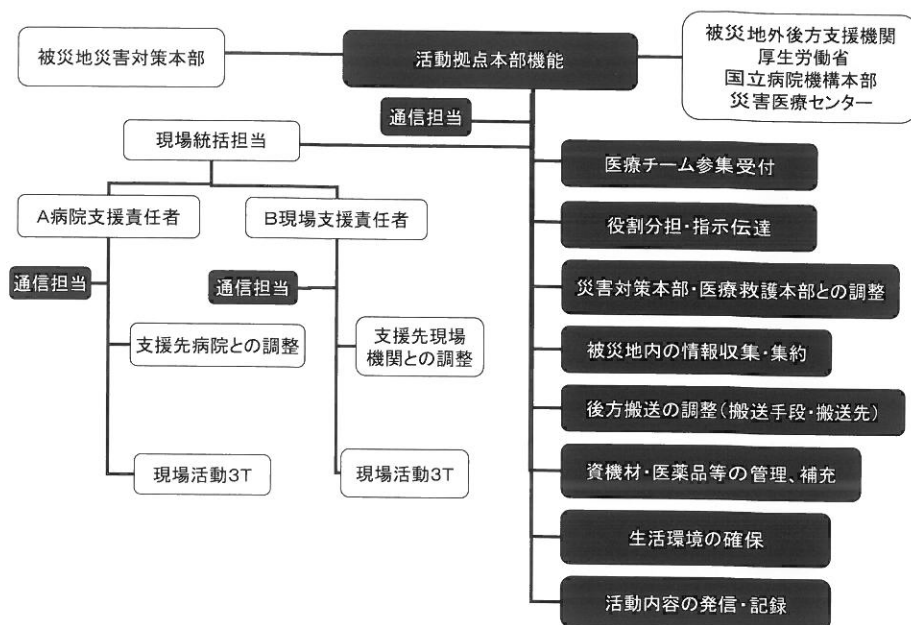 被災地災害対策本部
活動拠点本部機能
被災地外後方支援機関
厚生労働省
国立病院機構本部
災害医療センター
通信担当
現場統括担当
医療チーム参集受付
A病院支援責任者
B現場支援責任者
役割分担・指示伝達
通信担当
通信担当
災害対策本部・医療救護本部との調整
支援先病院との調整
支援先現場
機関との調整
被災地内の情報収集・集約
後方搬送の調整(搬送手段・搬送先)
現場活動3T
現場活動3T
資機材・医薬品等の管理、補充
生活環境の確保
活動内容の発信・記録